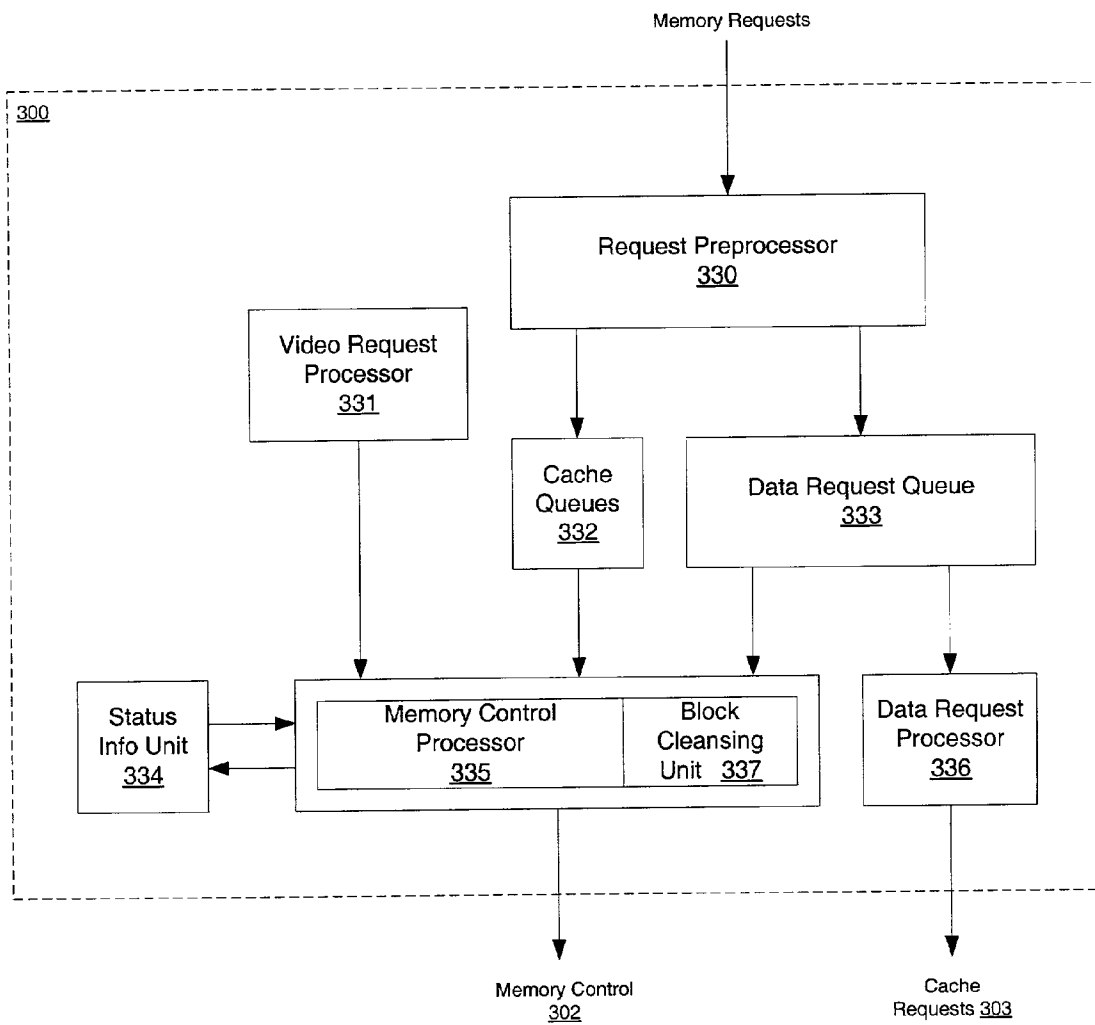 Memory Requests
300
Request Preprocessor
330
Video Request
Processor
331
Cache
Queues
332
Data Request Queue
333
Status
Info Unit
334
Memory Control
Processor
335
Block
Cleansing
Unit 337
Data Request
Processor
336
Memory Control
302
Cache
Requests 303